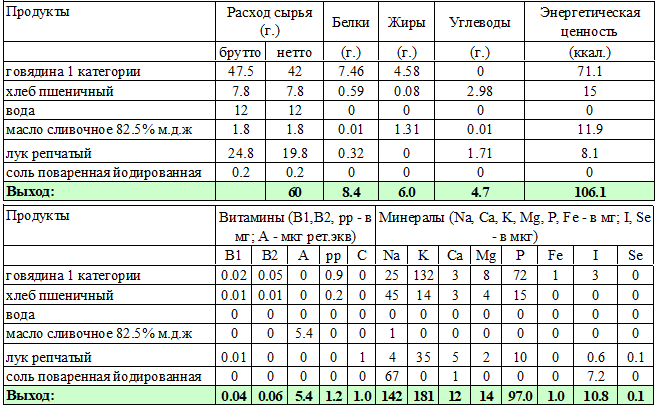 Продукты Расход сырья Белки Жиры Углеводы Энергетическая
(г.) ценность
брутто нетто (г.) (г.) (г.) (ккал.)
говядина 1 категории 47.5 42 7.46 4.58 0 71.1
хлеб пшеничный 7.8 7.8 0.59 0.08 2.98 15
вода 12 12 0 0 0 0
масло сливочное 82.5% м.д.ж 1.8 1.8 0.01 1.31 0.01 11.9
лук репчатый 24.8 19.8 0.32 0 1.71 8.1
соль поваренная йодированная 0.2 0.2 0 0 0 0
Выход: 60 8.4 6.0 4.7 106.1
Продукты Витамины (B1,B2, pp - в Минералы (Na, Ca, K, Mg, P, Fe - в мг; I, Se
мг; A - мкг рет.экв) - в мкг)
B1 B2 A pp C Na K Ca Mg P Fe I Se
говядина 1 категории 0.02 0.05 0 0.9 0 25 132 3 8 72 1 3 0
хлеб пшеничный 0.01 0.01 0 0.2 0 45 14 3 4 15 0 0 0
вода 0 0 0 0 0 0 0 0 0 0 0 0 0
масло сливочное 82.5% м.д.ж 0 0 5.4 0 0 1 0 0 0 0 0 0 0
лук репчатый 0.01 0 0 0 1 4 35 5 2 10 0 0.6 0.1
соль поваренная йодированная 0 0 0 0 0 67 0 1 0 0 0 7.2 0
Выход: 0.04 0.06 5.4 1.2 1.0 142 181 12 14 97.0 1.0 10.8 0.1